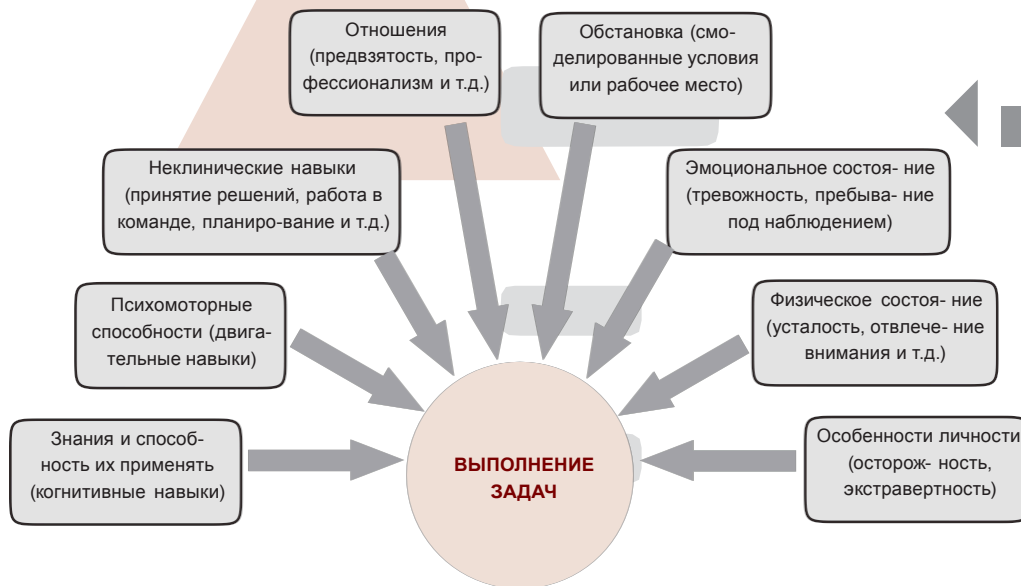 Отношения
(предвзятость, про-
фессионализм и т.д.)
Обстановка (смо-
делированные условия
или рабочее место)
Неклинические навыки
(принятие решений, работа в
команде, планиро-вание и т.д.)
Эмоциональное состоя- ние
(тревожность, пребыва- ние
под наблюдением)
Психомоторные
способности (двига-
тельные навыки)
Физическое состоя- ние
(усталость, отвлече- ние
внимания и т.д.)
Знания и способ-
ность их применять
(когнитивные навыки)
ВЫПОЛНЕНИЕ
ЗАДАЧ
Особенности личности
(осторож- ность,
экстравертность)